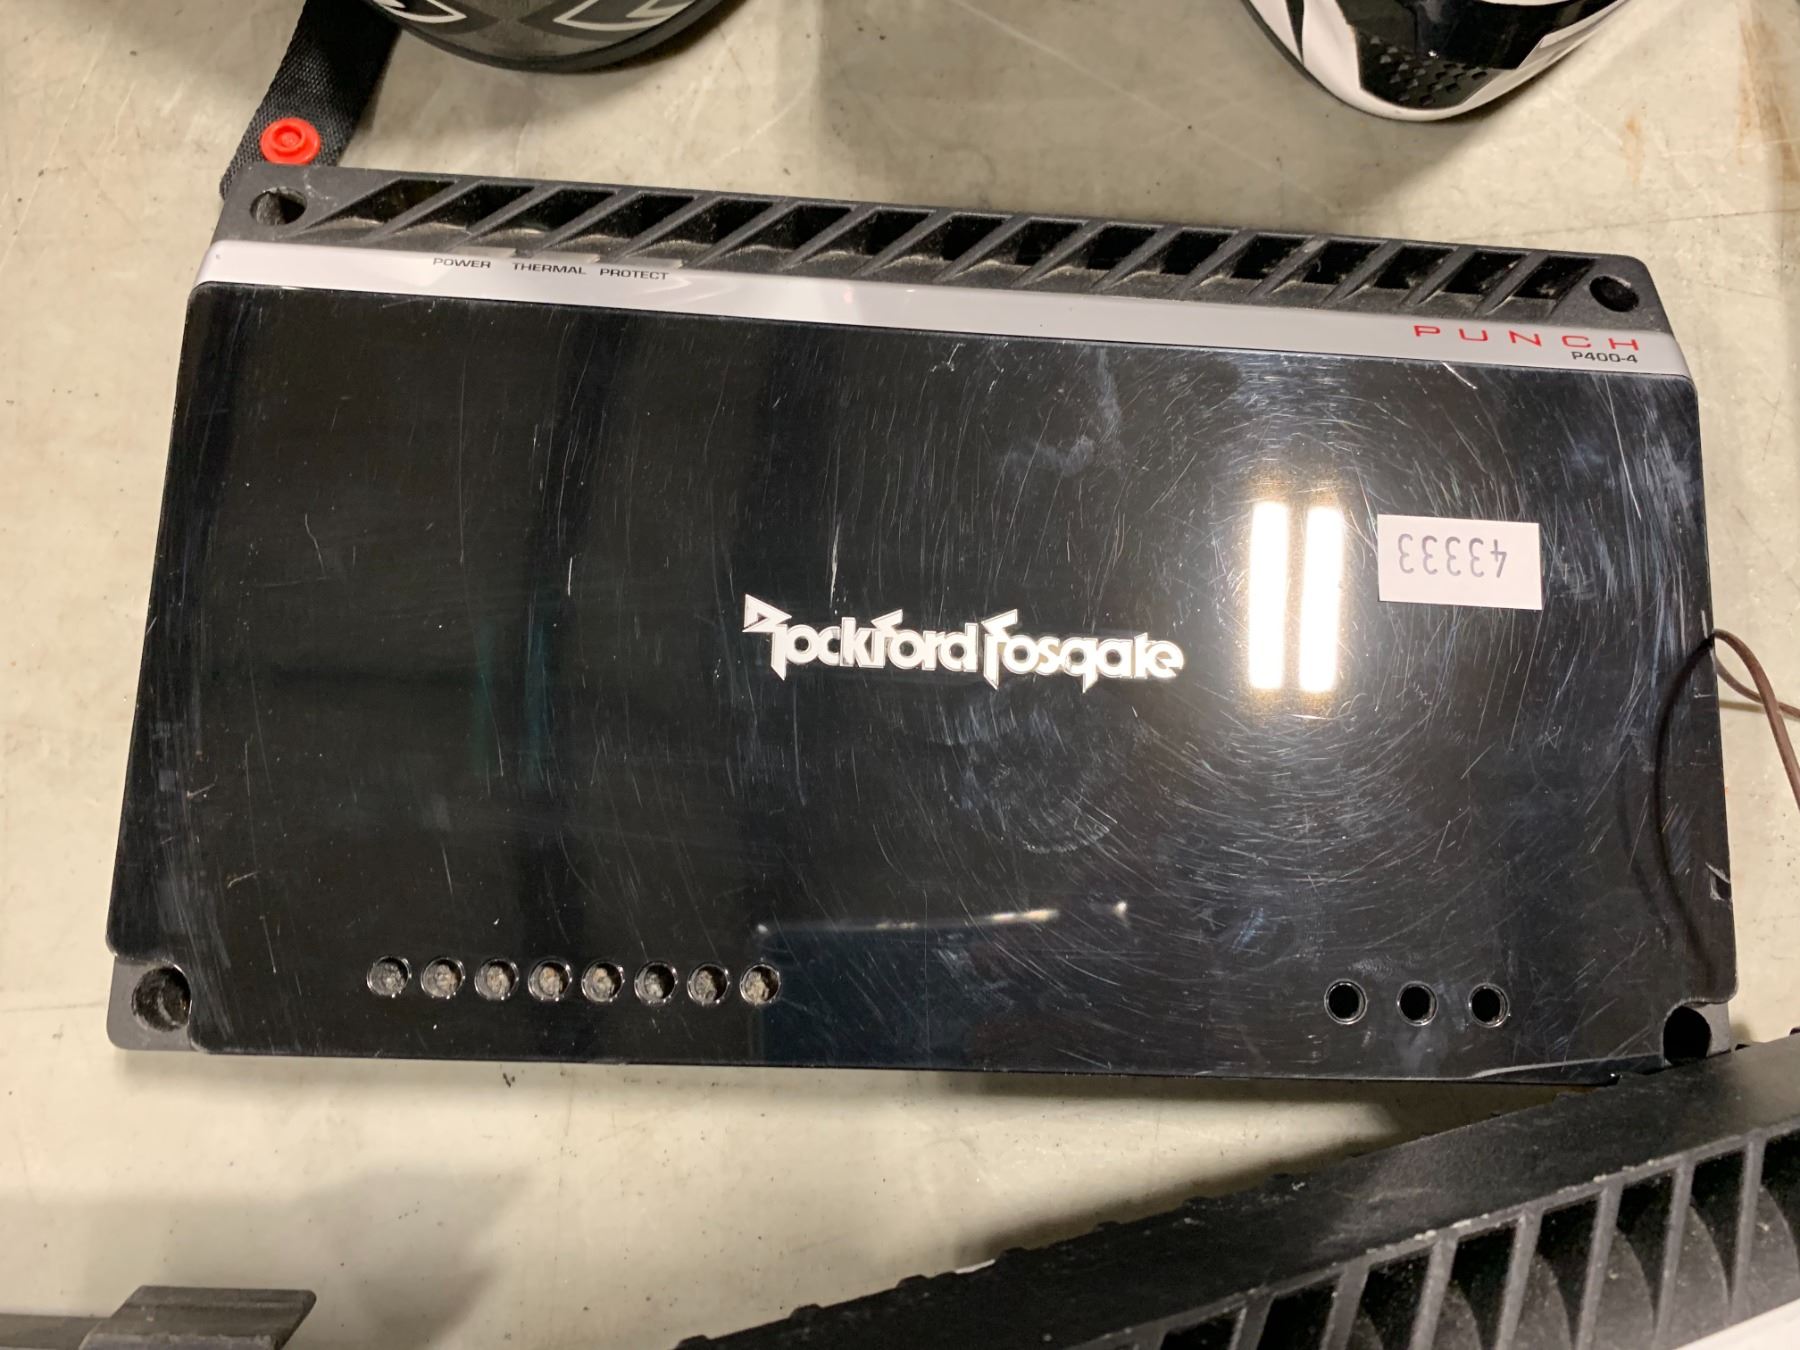 POWER THERMAL PROTECT
PUNCH
P400-4
43333
Rockford Fosgate